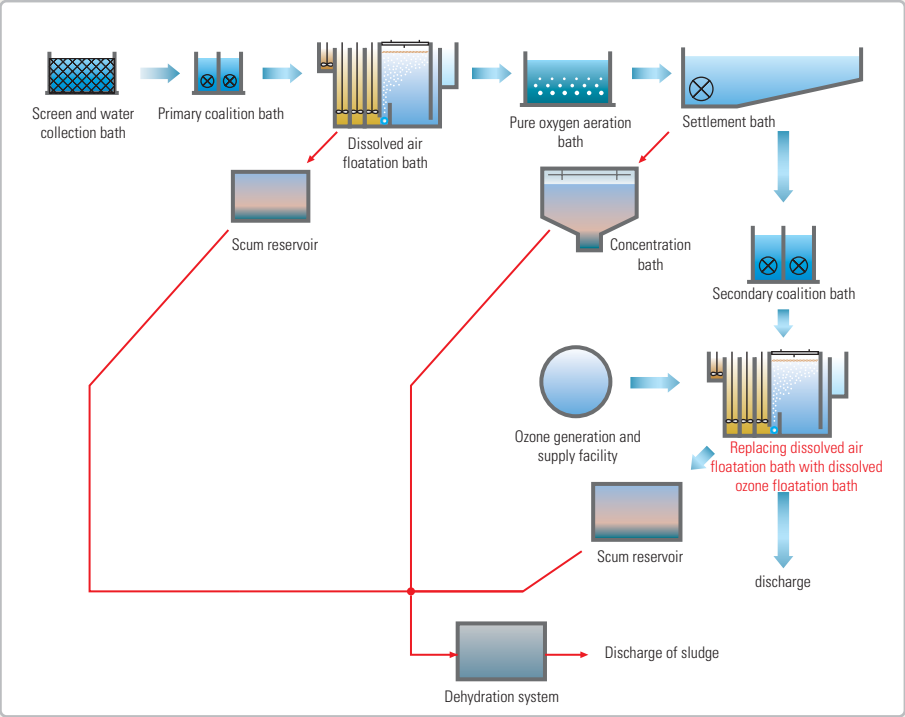 Screen and water
collection bath
Primary coalition bath
Dissolved air
floatation bath
Pure oxygen aeration
bath
Settlement bath
Scum reservoir
Concentration
bath
Secondary coalition bath
Ozone generation and
supply facility
Replacing dissolved air
floatation bath with dissolved
ozone floatation bath
Scum reservoir
discharge
Discharge of sludge
Dehydration system